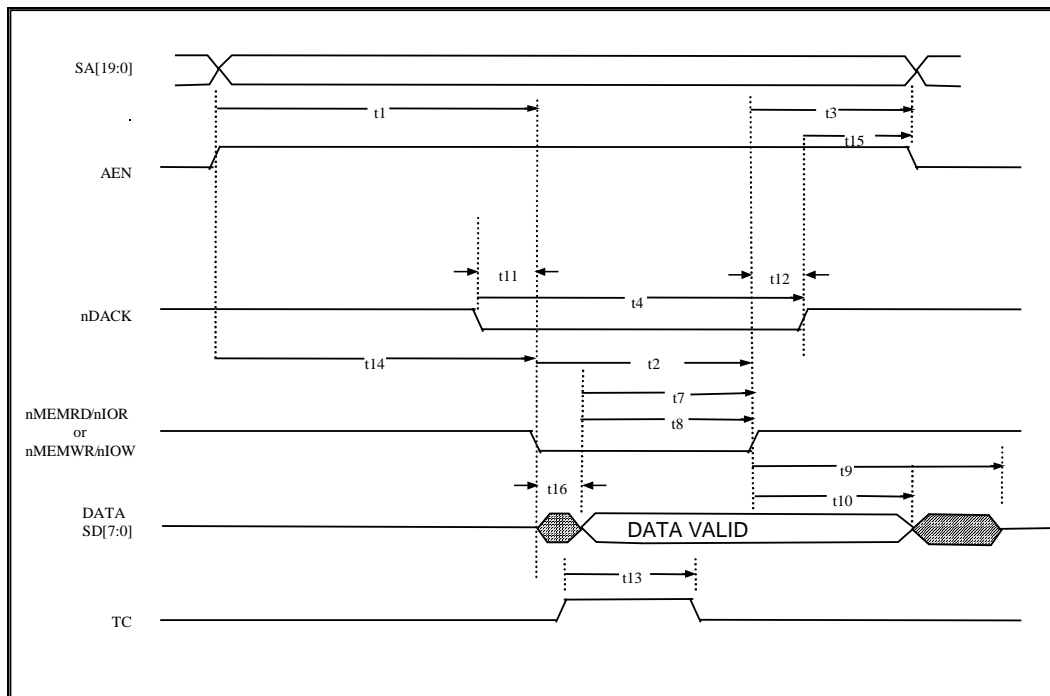 SA[19:0]
t1
t3
t15
AEN
t11
t12
t4
nDACK
t14
t2
t7
nMEMRD/nIOR
t8
or
nMEMWR/nIOW
t9
t16
t10
DATA
SD[7:0]
DATA VALID
t13
TC